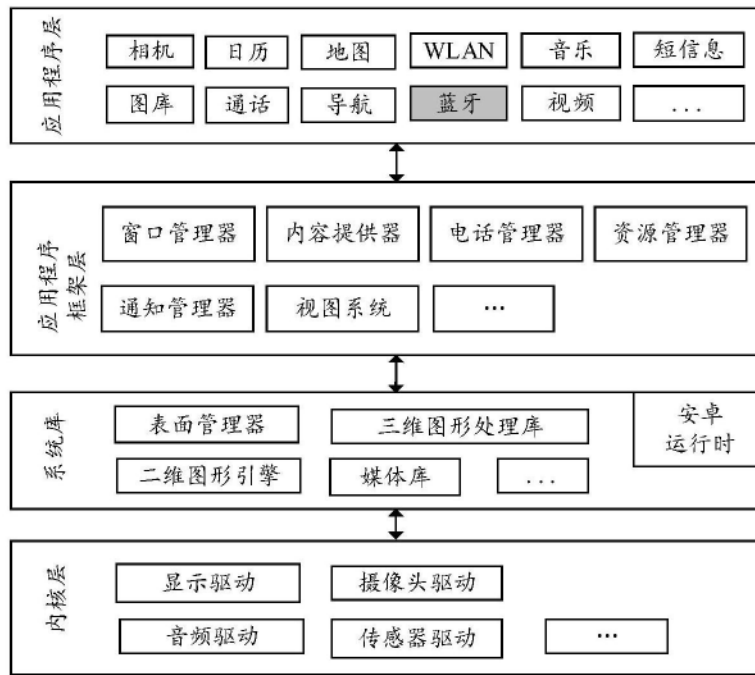 应用程序层
相机
日历
地图
WLAN
音乐
短信息
图库
通话
导航
蓝牙
视频
...
应用程序
框架层
窗口管理器
内容提供器
电话管理器
资源管理器
通知管理器
视图系统
...
系统库
表面管理器
三维图形处理库
安卓
运行时
二维图形引擎
媒体库
...
内核层
显示驱动
摄像头驱动
音频驱动
传感器驱动
...